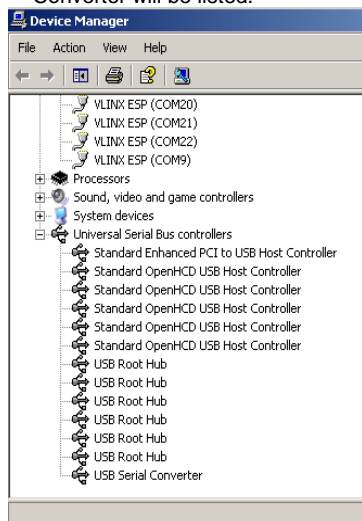 Converter will be listed.
Device Manager
File Action View Help
VLINX ESP (COM20)
VLINX ESP (COM21)
VLINX ESP (COM22)
VLINX ESP (COM9)
Processors
Sound, video and game controllers
System devices
Universal Serial Bus controllers
Standard Enhanced PCI to USB Host Controller
Standard OpenHCD USB Host Controller
Standard OpenHCD USB Host Controller
Standard OpenHCD USB Host Controller
Standard OpenHCD USB Host Controller
Standard OpenHCD USB Host Controller
USB Root Hub
USB Root Hub
USB Root Hub
USB Root Hub
USB Root Hub
USB Root Hub
USB Serial Converter